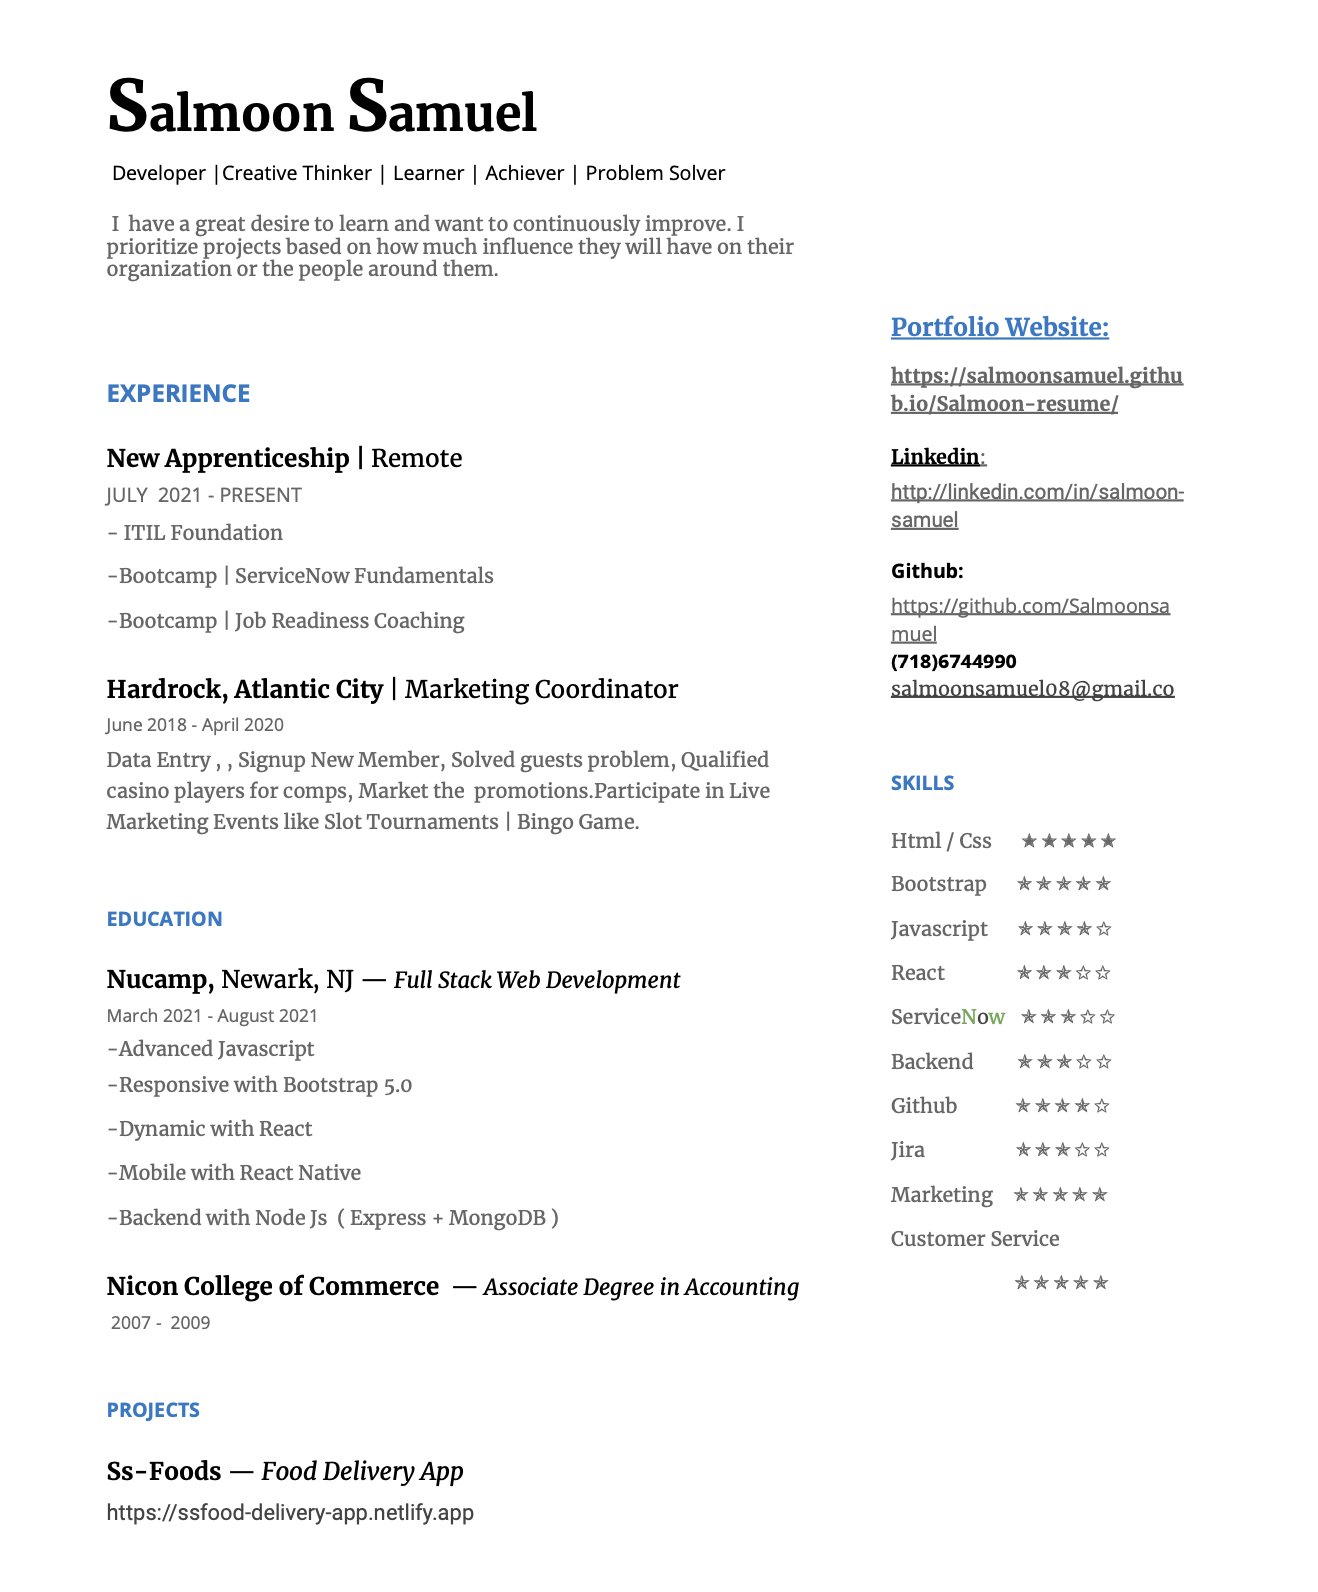 Salmoon Samuel
Developer |Creative Thinker | Learner | Achiever | Problem Solver
I  have a great desire to learn and want to continuously improve. I
prioritize projects based on how much influence they will have on their
organization or the people around them.
EXPERIENCE
New Apprenticeship | Remote
JULY  2021 - PRESENT
- ITIL Foundation
-Bootcamp | ServiceNow Fundamentals
-Bootcamp | Job Readiness Coaching
Hardrock, Atlantic City | Marketing Coordinator
June 2018 - April 2020
Data Entry , , Signup New Member, Solved guests problem, Qualified
casino players for comps, Market the  promotions.Participate in Live
Marketing Events like Slot Tournaments | Bingo Game.
EDUCATION
Nucamp, Newark, NJ — Full Stack Web Development
March 2021 - August 2021
-Advanced Javascript
-Responsive with Bootstrap 5.0
-Dynamic with React
-Mobile with React Native
-Backend with Node Js  ( Express + MongoDB )
Nicon College of Commerce  — Associate Degree in Accounting
2007 -  2009
PROJECTS
Ss-Foods — Food Delivery App
https://ssfood-delivery-app.netlify.app
Portfolio Website:
https://salmoonsamuel.githu
b.io/Salmoon-resume/
Linkedin:
http://linkedin.com/in/salmoon-
samuel
Github:
https://github.com/Salmoonsa
muel
(718)6744990
salmoonsamuel08@gmail.co
SKILLS
Html / Css ★★★★★
Bootstrap ✯✯✯✯✯
Javascript ✯✯✯✯✩
React ✯✯✯✩✩
ServiceNow ✯✯✯✩✩
Backend ✯✯✯✩✩
Github ✯✯✯✯✩
Jira ✯✯✯✩✩
Marketing ✯✯✯✯✯
Customer Service
✯✯✯✯✯